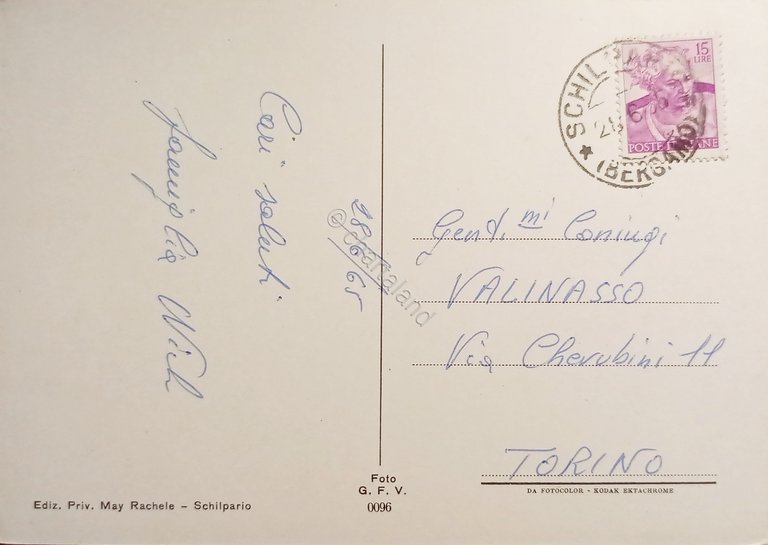 Cari saluti
famiglia
28/6/65
15
LIRE
POSTE ITALIANE
(BERGAMO)
Gent.mi Coniugi
VALINASSO
Via Cherubini 11
TORINO
DA FOTOCOLOR - KODAK EKTACHROME
Foto
G. F. V.
0096
Ediz. Priv. May Rachele - Schilpario